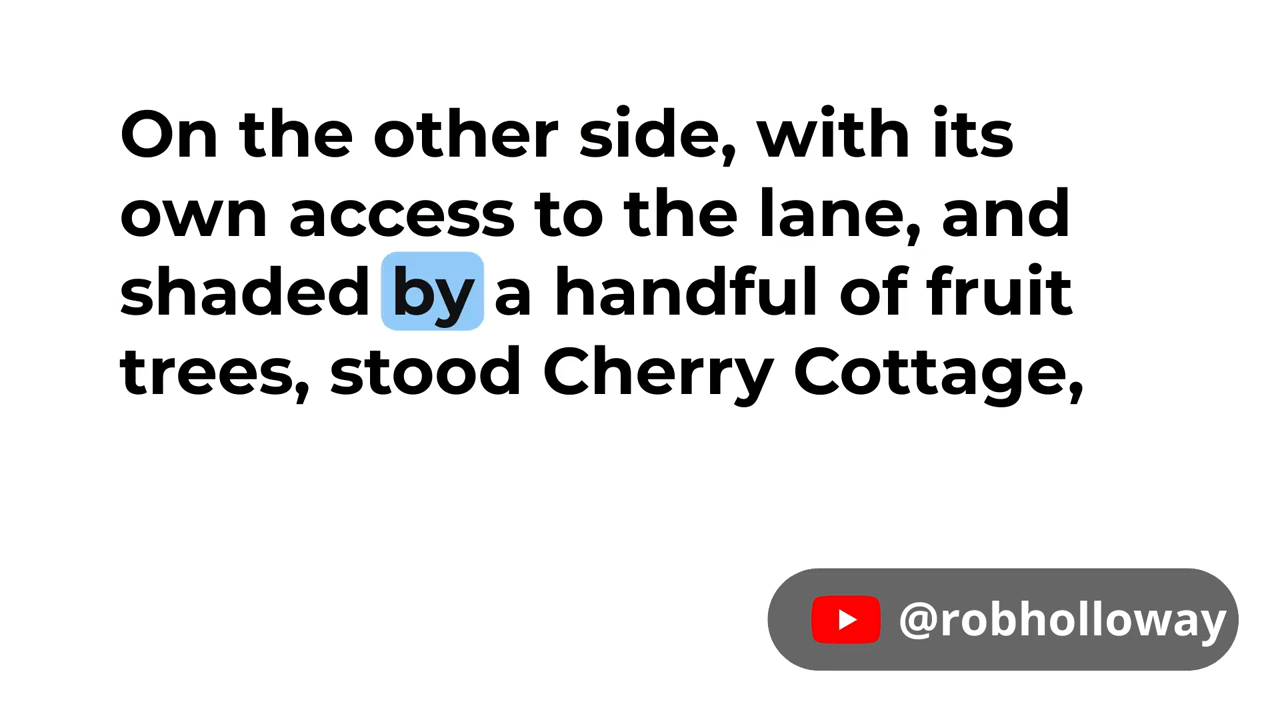 On the other side, with its
own access to the lane, and
shaded by a handful of fruit
trees, stood Cherry Cottage,
@robholloway